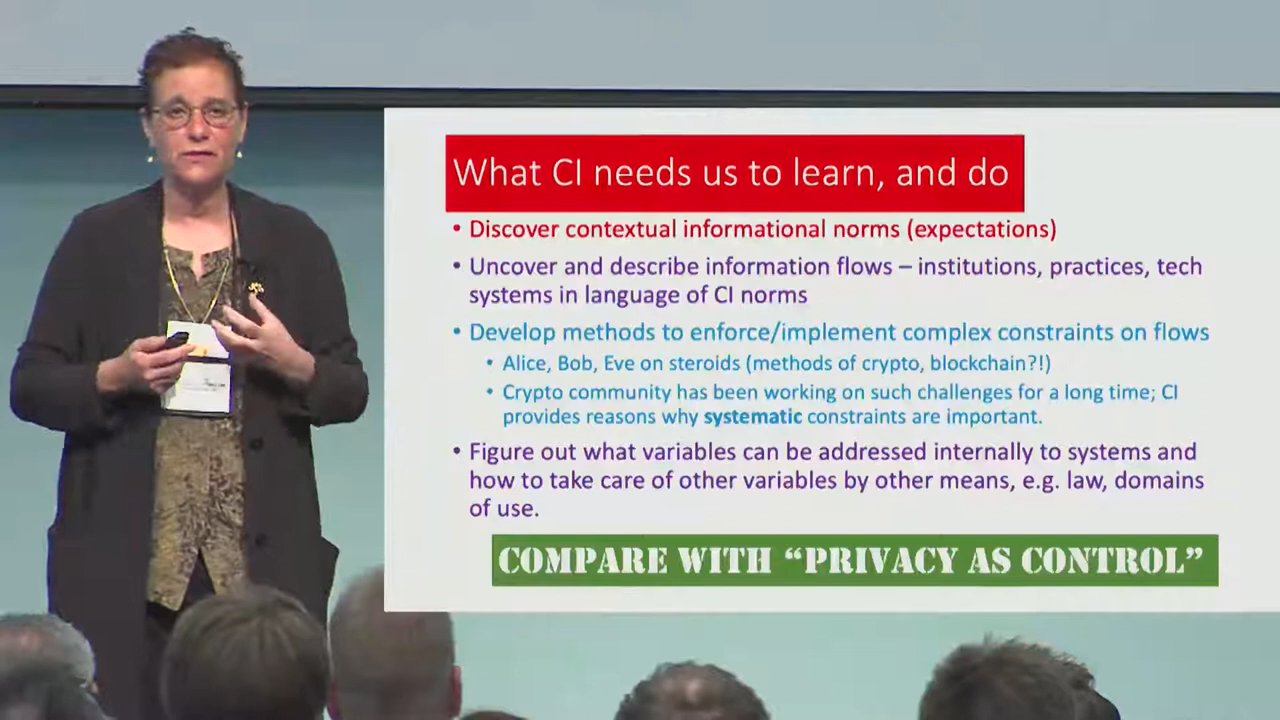 What CI needs us to learn, and do
• Discover contextual informational norms (expectations)
• Uncover and describe information flows – institutions, practices, tech
systems in language of CI norms
• Develop methods to enforce/implement complex constraints on flows
• Alice, Bob, Eve on steroids (methods of crypto, blockchain?!)
• Crypto community has been working on such challenges for a long time; CI
provides reasons why systematic constraints are important.
• Figure out what variables can be addressed internally to systems and
how to take care of other variables by other means, e.g. law, domains
of use.
COMPARE WITH “PRIVACY AS CONTROL”